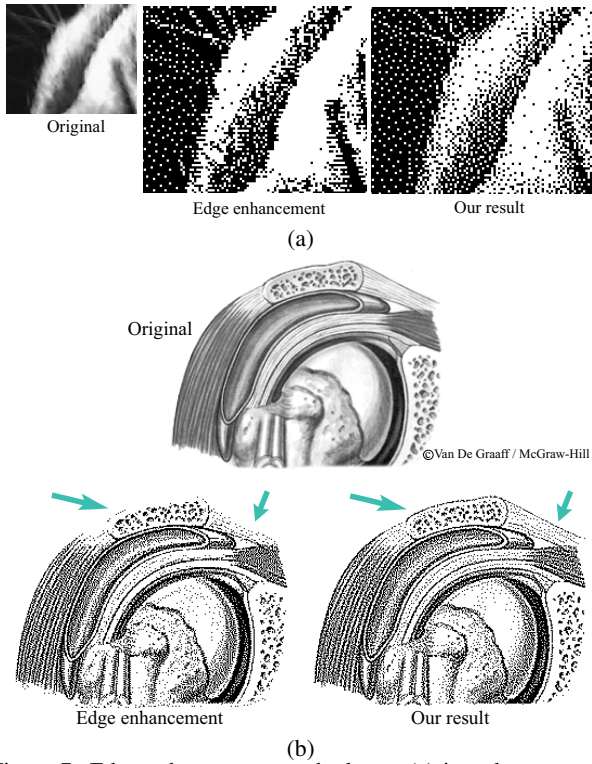 Original
Edge enhancement
Our result
(a)
Original
©Van De Graaff / McGraw-Hill
Edge enhancement
Our result
(b)